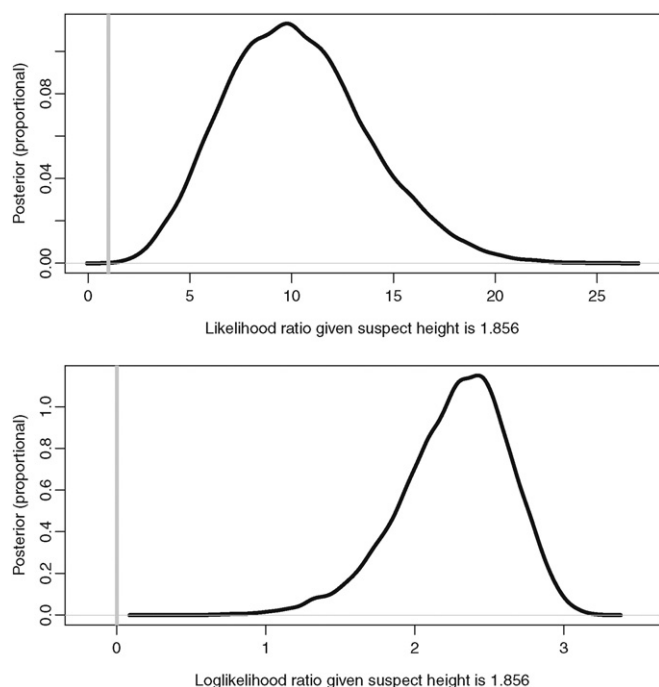 Posterior (proportional)
0.08
0.04
0.00
0 5 10 15 20 25
Likelihood ratio given suspect height is 1.856
Posterior (proportional)
1.0
0.8
0.6
0.4
0.2
0.0
0 1 2 3
Loglikelihood ratio given suspect height is 1.856